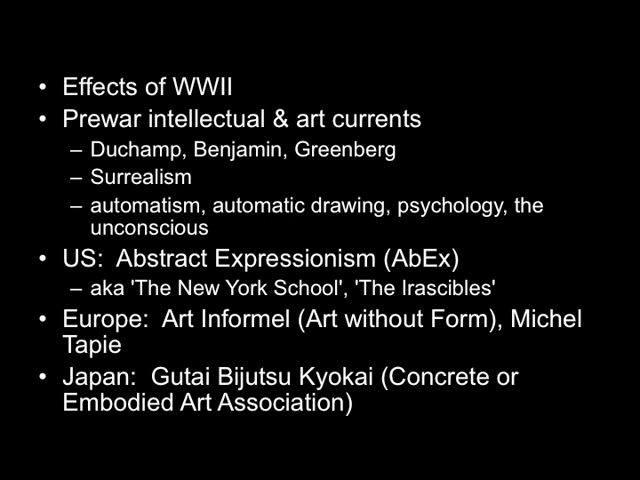 • Effects of WWII
• Prewar intellectual & art currents
– Duchamp, Benjamin, Greenberg
– Surrealism
– automatism, automatic drawing, psychology, the
unconscious
• US:  Abstract Expressionism (AbEx)
– aka 'The New York School', 'The Irascibles'
• Europe:  Art Informel (Art without Form), Michel
Tapie
• Japan:  Gutai Bijutsu Kyokai (Concrete or
Embodied Art Association)